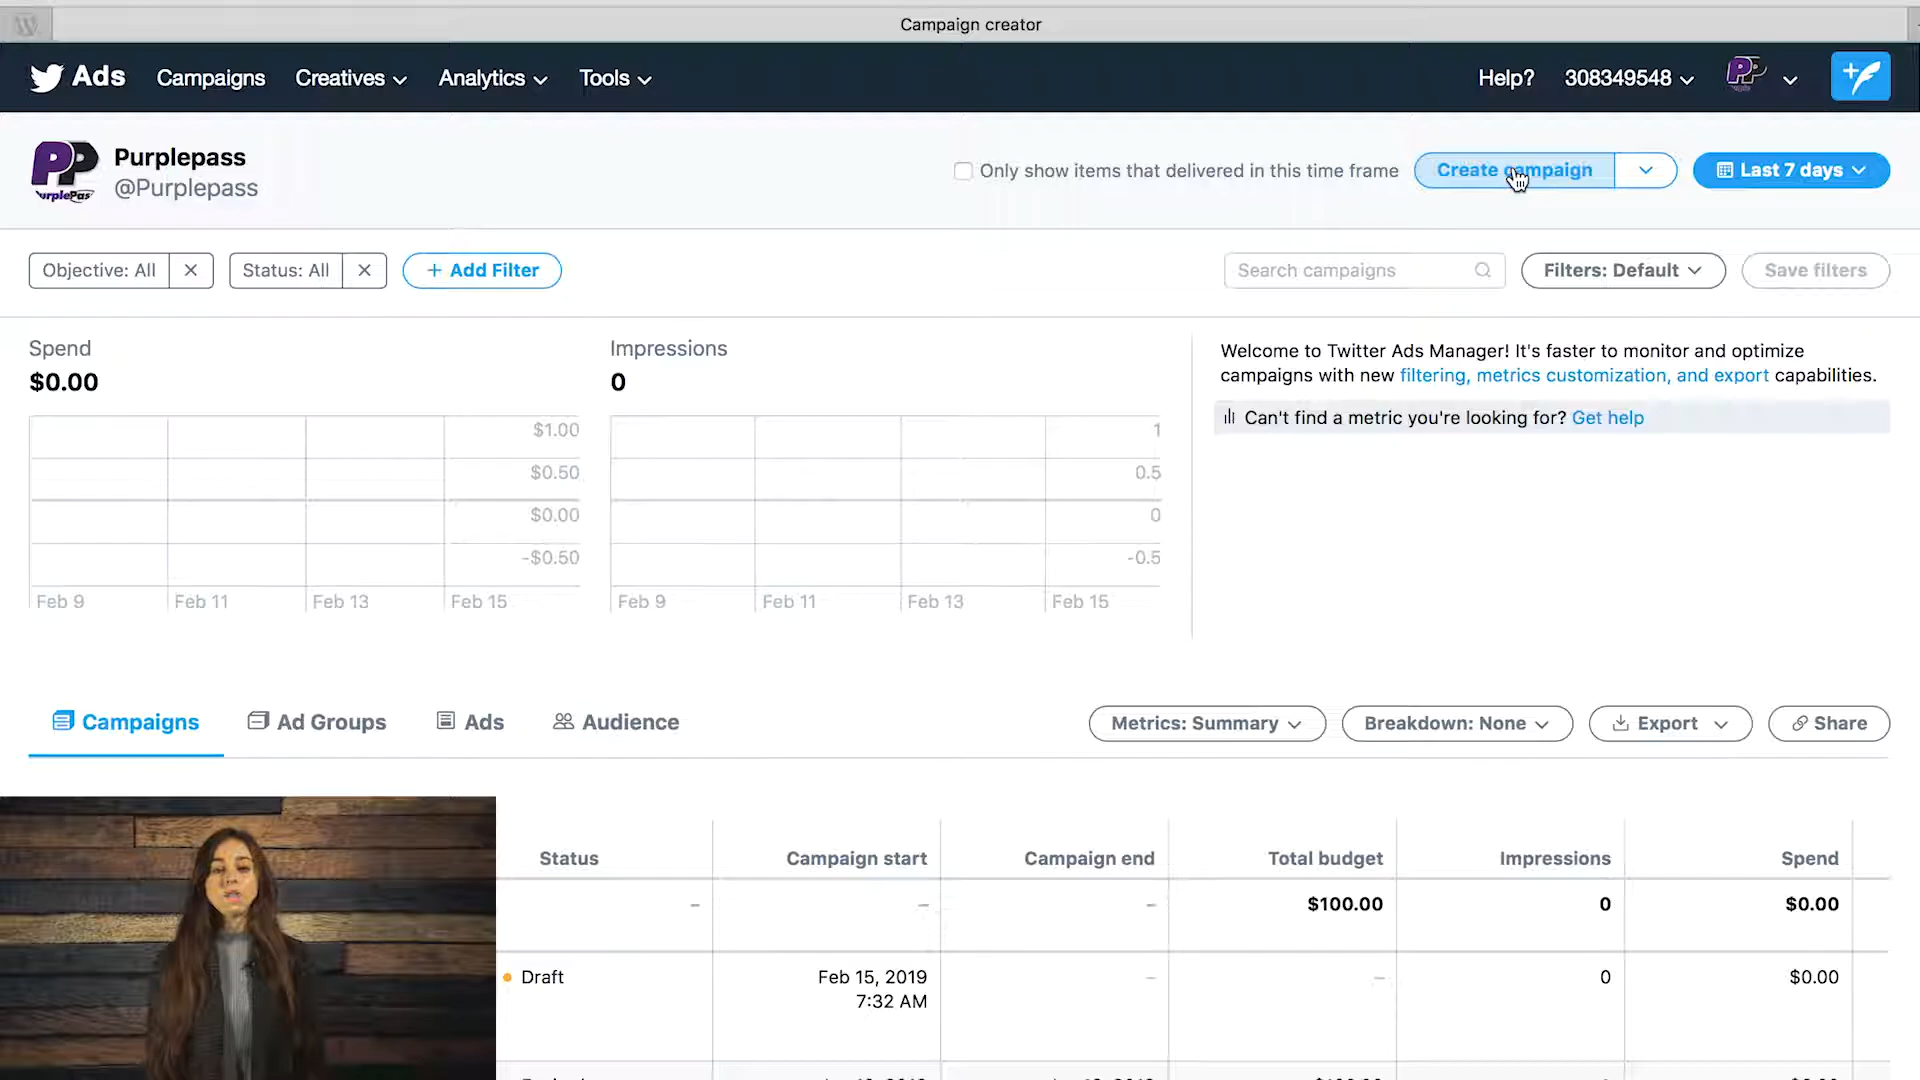 Campaign creator
Ads Campaigns Creatives Analytics Tools Help? 308349548
Purplepass
@Purplepass
Only show items that delivered in this time frame Create campaign Last 7 days
Objective: All Status: All + Add Filter Search campaigns Filters: Default Save filters
Spend
$0.00
$1.00
$0.50
$0.00
-$0.50
Feb 9 Feb 11 Feb 13 Feb 15
Impressions
0
1
0.5
0
-0.5
Feb 9 Feb 11 Feb 13 Feb 15
Welcome to Twitter Ads Manager! It's faster to monitor and optimize
campaigns with new filtering, metrics customization, and export capabilities.
Can't find a metric you're looking for? Get help
Campaigns Ad Groups Ads Audience Metrics: Summary Breakdown: None Export Share
Status Campaign start Campaign end Total budget Impressions Spend
– – – $100.00 0 $0.00
Draft Feb 15, 2019 – – 0 $0.00
7:32 AM